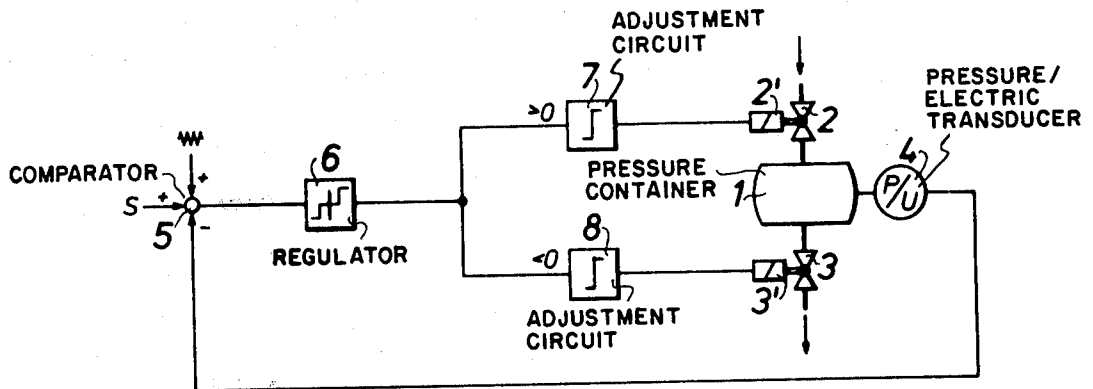 ADJUSTMENT
CIRCUIT
7
≥0
2'
2
PRESSURE/
ELECTRIC
TRANSDUCER
4
P/U
COMPARATOR
+
S +
5
-
6
REGULATOR
PRESSURE
CONTAINER
1
8
<0
3
3'
ADJUSTMENT
CIRCUIT